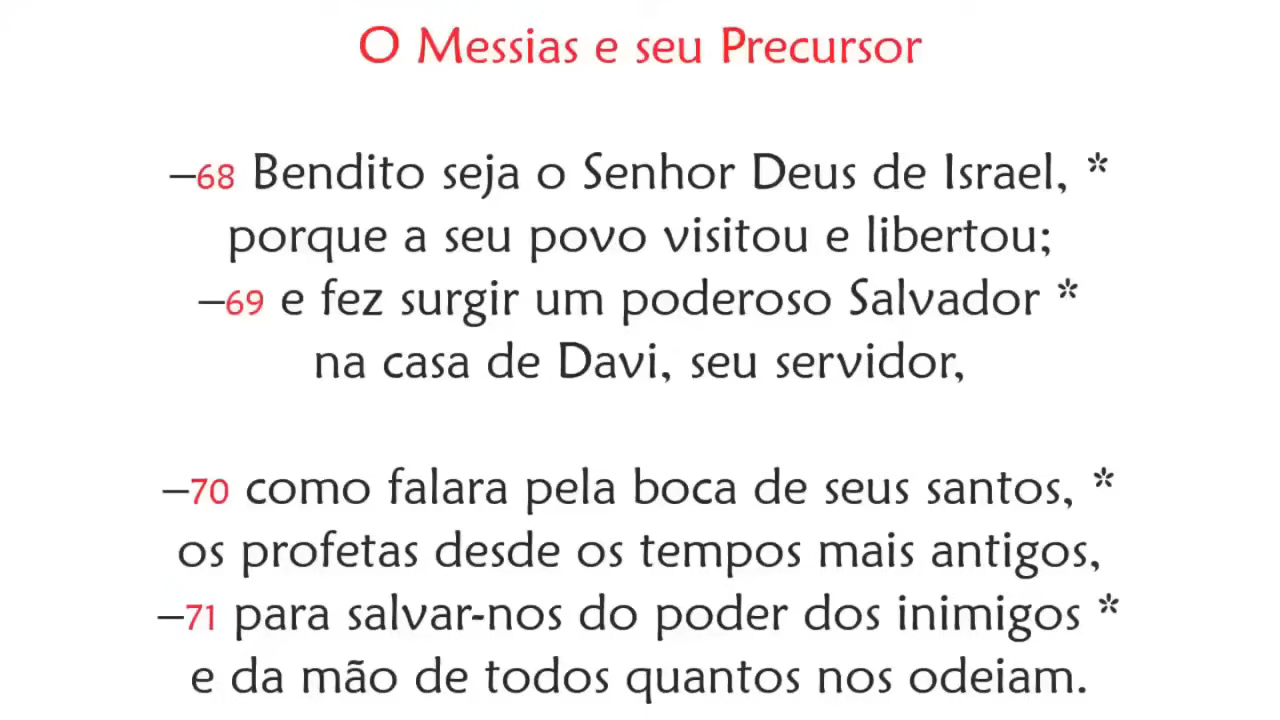 O Messias e seu Precursor
–68 Bendito seja o Senhor Deus de Israel, *
porque a seu povo visitou e libertou;
–69 e fez surgir um poderoso Salvador *
na casa de Davi, seu servidor,
–70 como falara pela boca de seus santos, *
os profetas desde os tempos mais antigos,
–71 para salvar-nos do poder dos inimigos *
e da mão de todos quantos nos odeiam.